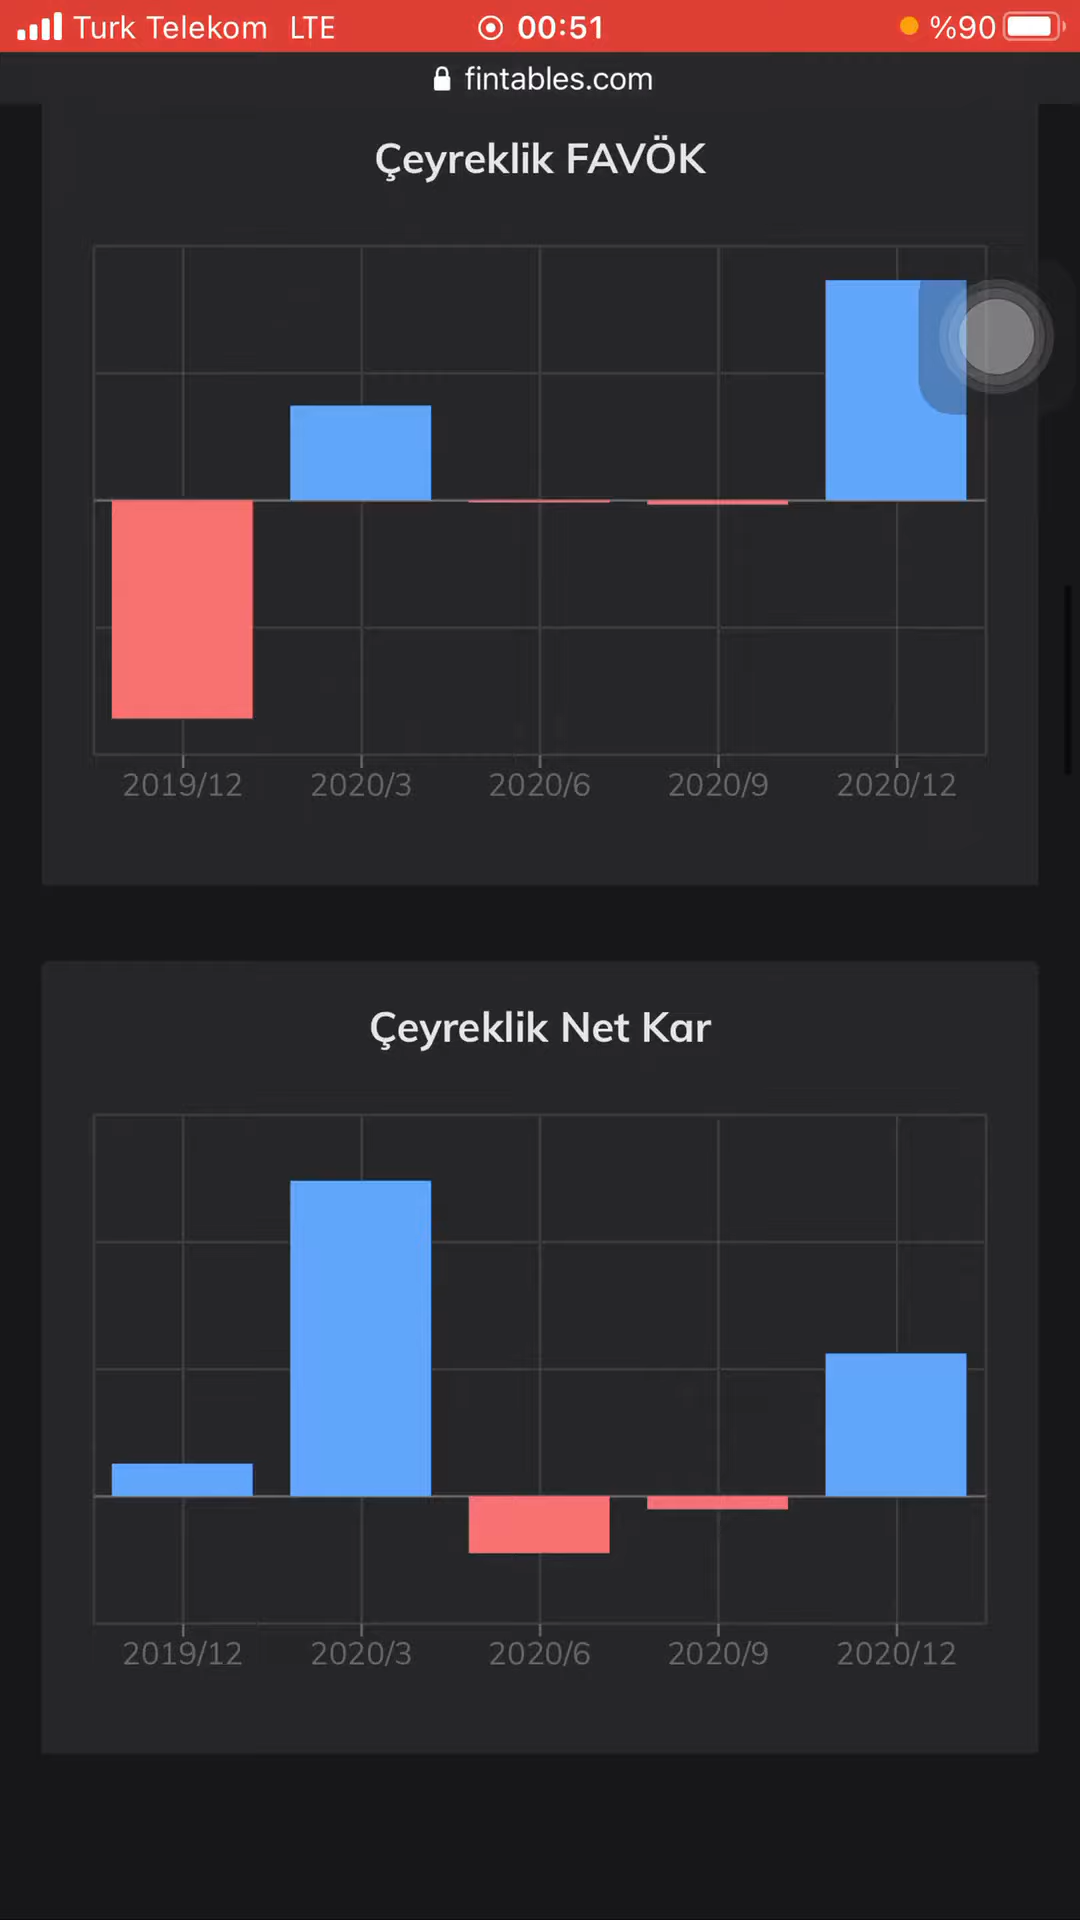 Turk Telekom LTE 00:51 %90
fintables.com
Çeyreklik FAVÖK
2019/12 2020/3 2020/6 2020/9 2020/12
Çeyreklik Net Kar
2019/12 2020/3 2020/6 2020/9 2020/12